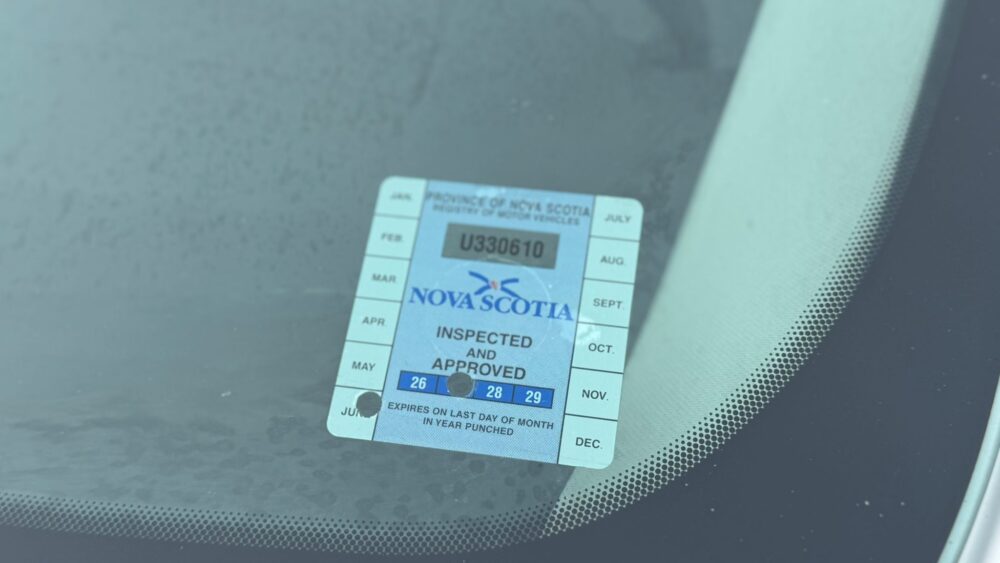 PROVINCE OF NOVA SCOTIA
REGISTRY OF MOTOR VEHICLES
U330610
NOVA SCOTIA
INSPECTED
AND
APPROVED
26 28 29
EXPIRES ON LAST DAY OF MONTH
IN YEAR PUNCHED
JAN.
FEB.
MAR.
APR.
MAY
JULY
AUG.
SEPT.
OCT.
NOV.
DEC.